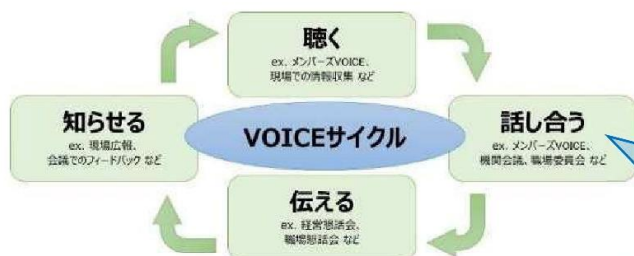 聴く
ex. メンバーズVOICE、
現場での情報収集 など
知らせる
ex. 現場広報、
会議でのフィードバック など
VOICEサイクル
話し合う
ex. メンバーズVOICE、
機関会議、職場委員会 など
伝える
ex. 経営懇話会、
職場懇話会 など